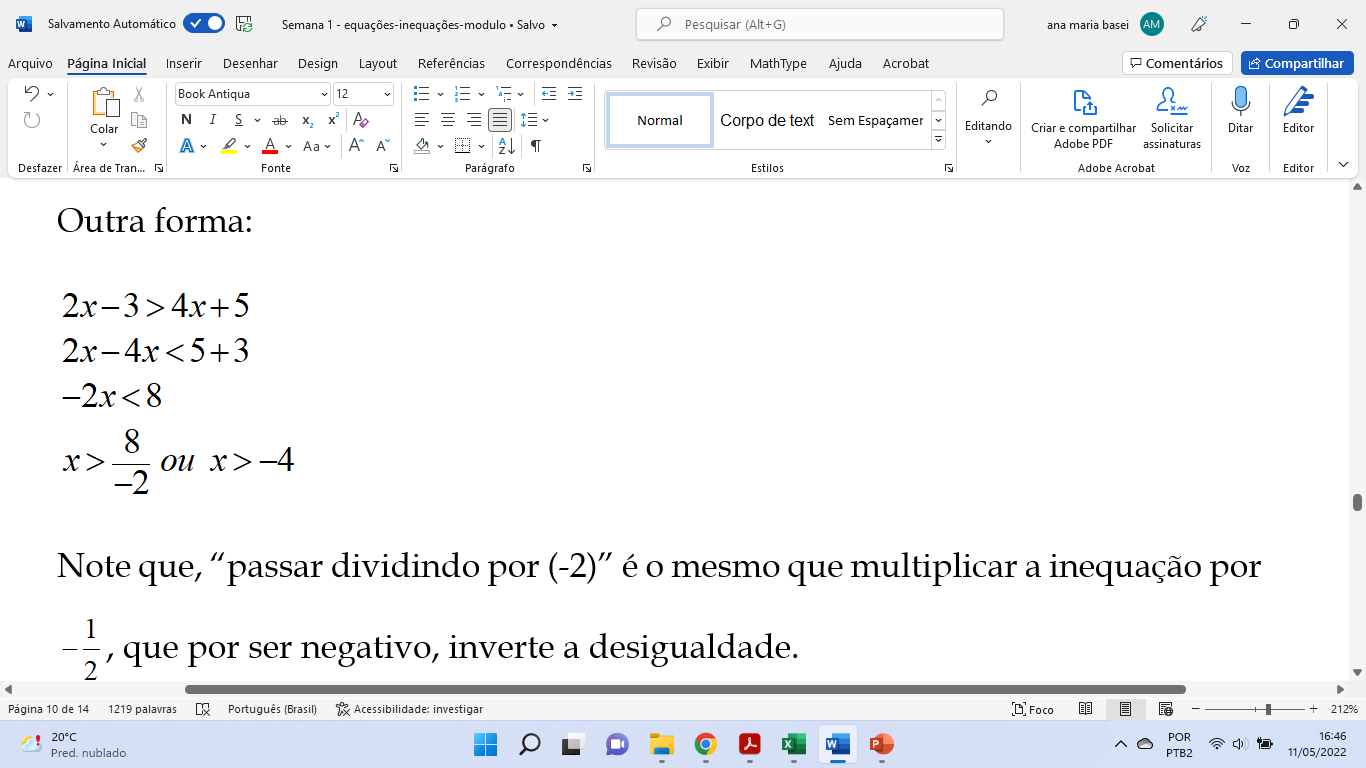 Salvamento Automático
Semana 1 - equações-inequações-modulo • Salvo
Pesquisar (Alt+G)
ana maria basei AM
Arquivo Página Inicial Inserir Desenhar Design Layout Referências Correspondências Revisão Exibir MathType Ajuda Acrobat
Comentários Compartilhar
Book Antiqua 12
Colar
N I S ab x₂ x² A
A A Aa A A
Normal Corpo de text Sem Espaçamer
Editando
Criar e compartilhar
Adobe PDF
Solicitar
assinaturas
Ditar
Editor
Desfazer Área de Tran... Fonte Parágrafo Estilos Adobe Acrobat Voz Editor
Outra forma:
2x−3>4x+5
2x−4x<5+3
−2x<8
x>8/−2 ou x>−4
Note que, “passar dividindo por (-2)” é o mesmo que multiplicar a inequação por
−1/2, que por ser negativo, inverte a desigualdade.
Página 10 de 14 1219 palavras Português (Brasil) Acessibilidade: investigar Foco 212%
20°C
Pred. nublado
POR
PTB2
16:46
11/05/2022